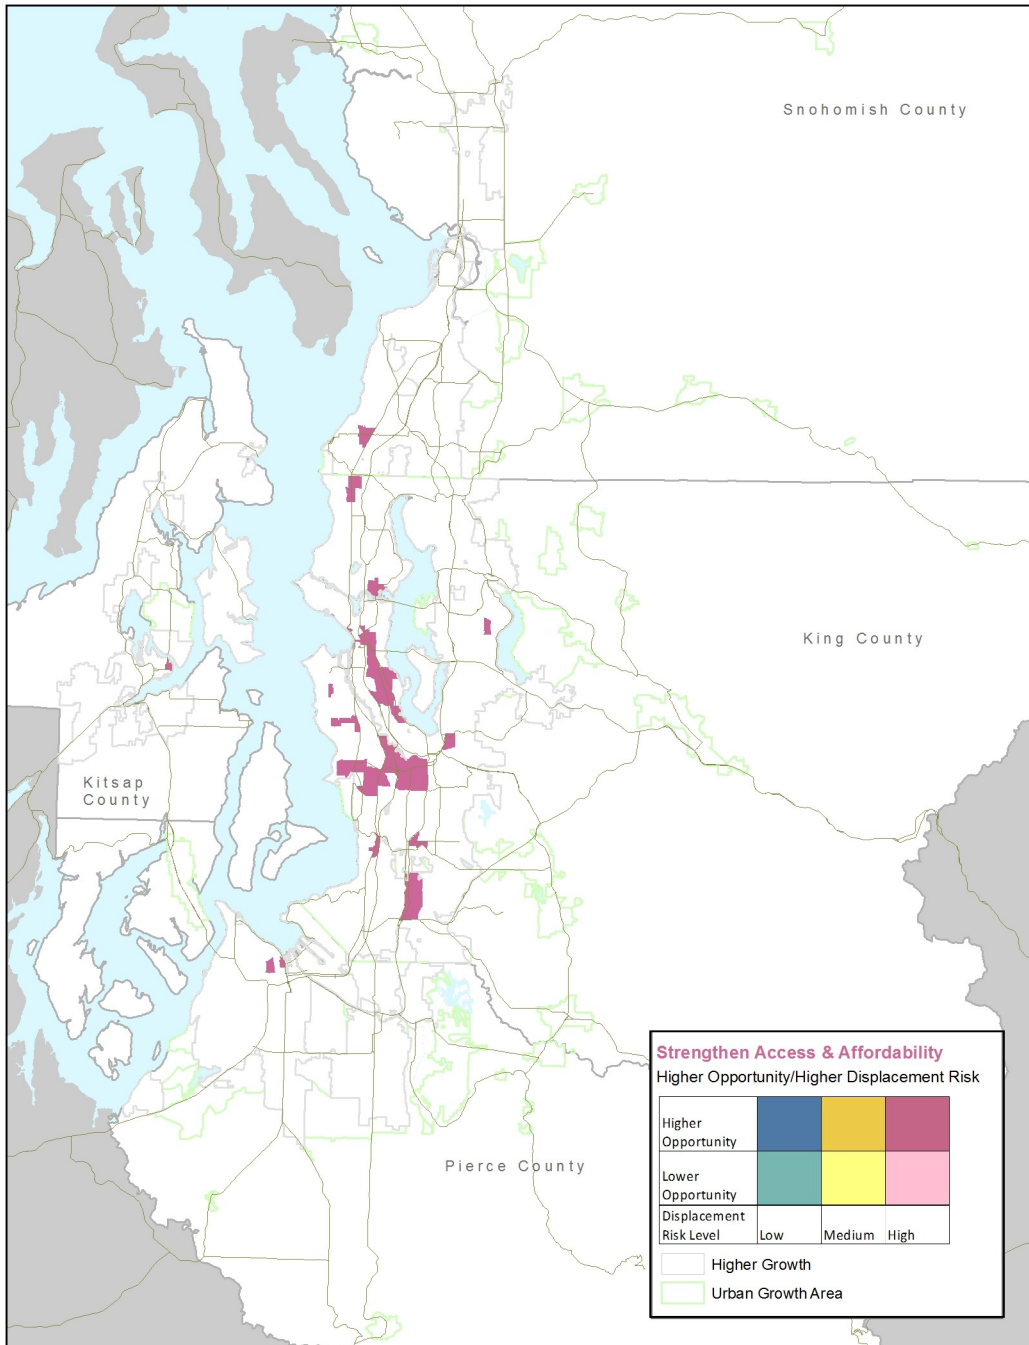 Snohomish County
King County
Kitsap
County
Pierce County
Strengthen Access & Affordability
Higher Opportunity/Higher Displacement Risk
Higher
Opportunity
Lower
Opportunity
Displacement
Risk Level
Low
Medium
High
Higher Growth
Urban Growth Area